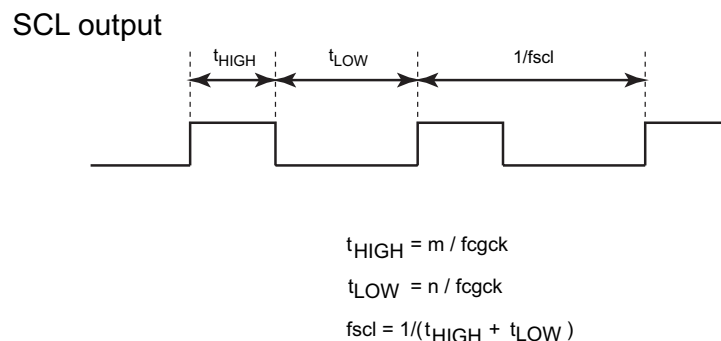 SCL output
tHIGH tLOW 1/fscl
tHIGH = m / fcgck
tLOW = n / fcgck
fscl = 1/(tHIGH + tLOW )